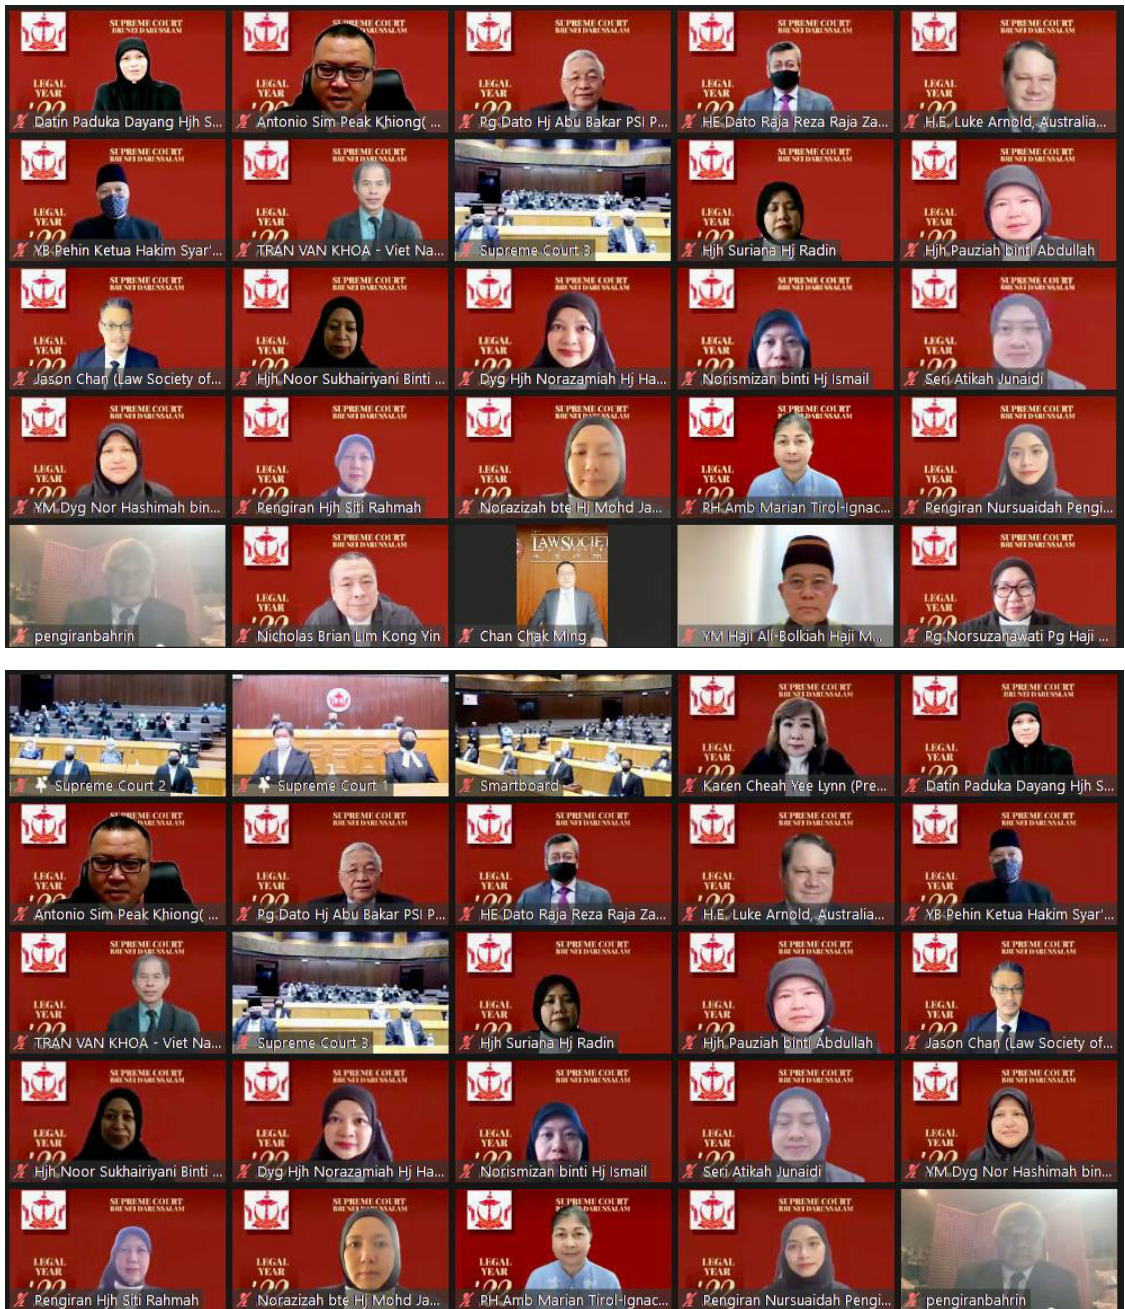 SUPREME COURT
BRUNEI DARUSSALAM
LEGAL
YEAR
'22
Datin Paduka Dayang Hjh S...
Antonio Sim Peak Khiong( ...
Pg Dato Hj Abu Bakar PSI P...
HE Dato Raja Reza Raja Za...
H.E. Luke Arnold, Australia...
YB Pehin Ketua Hakim Syar'...
TRAN VAN KHOA - Viet Na...
Supreme Court 3
Hjh Suriana Hj Radin
Hjh Pauziah binti Abdullah
Jason Chan (Law Society of...
Hjh Noor Sukhairiyani Binti ...
Dyg Hjh Norazamiah Hj Ha...
Norismizan binti Hj Ismail
Seri Atikah Junaidi
YM Dyg Nor Hashimah bin...
Pengiran Hjh Siti Rahmah
Norazizah bte Hj Mohd Ja...
PH Amb Marian Tirol-Ignac...
Pengiran Nursuaidah Pengi...
pengiranbahrin
Nicholas Brian Lim Kong Yin
LAW SOCIET
Chan Chak Ming
YM Haji Ali-Bolkiah Haji M...
Pg Norsuzanawati Pg Haji ...
Supreme Court 2
Supreme Court 1
Smartboard
Karen Cheah Yee Lynn (Pre...
Datin Paduka Dayang Hjh S...
Antonio Sim Peak Khiong( ...
Pg Dato Hj Abu Bakar PSI P...
HE Dato Raja Reza Raja Za...
H.E. Luke Arnold, Australia...
YB Pehin Ketua Hakim Syar'...
TRAN VAN KHOA - Viet Na...
Supreme Court 3
Hjh Suriana Hj Radin
Hjh Pauziah binti Abdullah
Jason Chan (Law Society of...
Hjh Noor Sukhairiyani Binti ...
Dyg Hjh Norazamiah Hj Ha...
Norismizan binti Hj Ismail
Seri Atikah Junaidi
YM Dyg Nor Hashimah bin...
Pengiran Hjh Siti Rahmah
Norazizah bte Hj Mohd Ja...
PH Amb Marian Tirol-Ignac...
Pengiran Nursuaidah Pengi...
pengiranbahrin